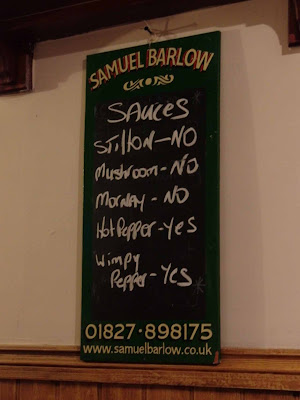 SAMUEL BARLOW
SAUCES
STILTON-NO
Mushroom-NO
MORNAY-NO
Hot Pepper-Yes
Wimpy
Pepper-Yes
01827·898175
www.samuelbarlow.co.uk